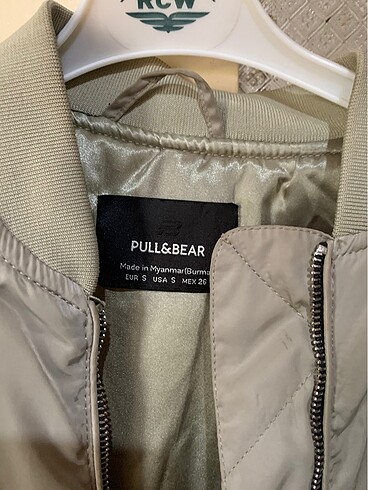 RCW
PULL&BEAR
Made in Myanmar(Burma
EUR S USA S MEX 26